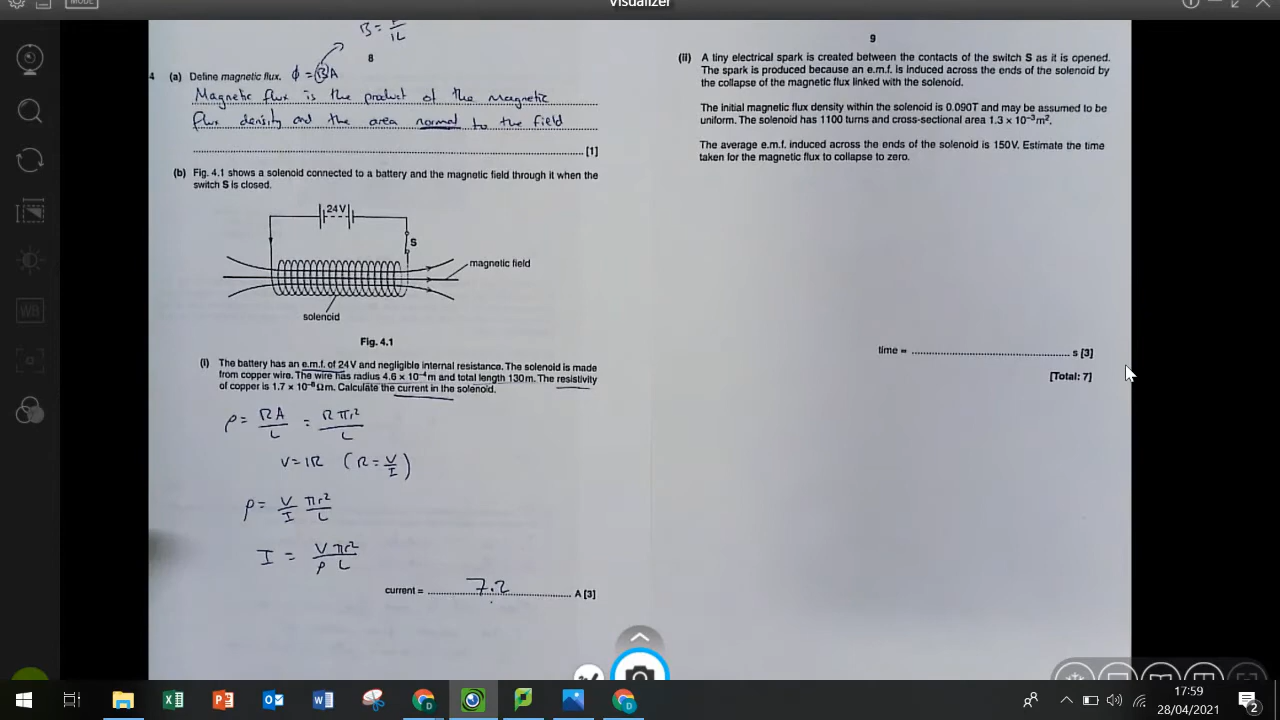 Visualizer
MODE
WB
B = F/IL
8
4 (a) Define magnetic flux. ϕ = BA
Magnetic flux is the product of the magnetic
flux density and the area normal to the field
[1]
(b) Fig. 4.1 shows a solenoid connected to a battery and the magnetic field through it when the
switch S is closed.
24V
S
magnetic field
solenoid
Fig. 4.1
(i) The battery has an e.m.f. of 24V and negligible internal resistance. The solenoid is made
from copper wire. The wire has radius 4.6 × 10⁻⁴m and total length 130m. The resistivity
of copper is 1.7 × 10⁻⁸ Ωm. Calculate the current in the solenoid.
ρ = RA/L = Rπr²/L
V = IR (R = V/I)
ρ = V/I πr²/L
I = Vπr²/ρL
current = 7.2 A [3]
9
(ii) A tiny electrical spark is created between the contacts of the switch S as it is opened.
The spark is produced because an e.m.f. is induced across the ends of the solenoid by
the collapse of the magnetic flux linked with the solenoid.
The initial magnetic flux density within the solenoid is 0.090T and may be assumed to be
uniform. The solenoid has 1100 turns and cross-sectional area 1.3 × 10⁻³m².
The average e.m.f. induced across the ends of the solenoid is 150V. Estimate the time
taken for the magnetic flux to collapse to zero.
time = s [3]
[Total: 7]
17:59
28/04/2021
2